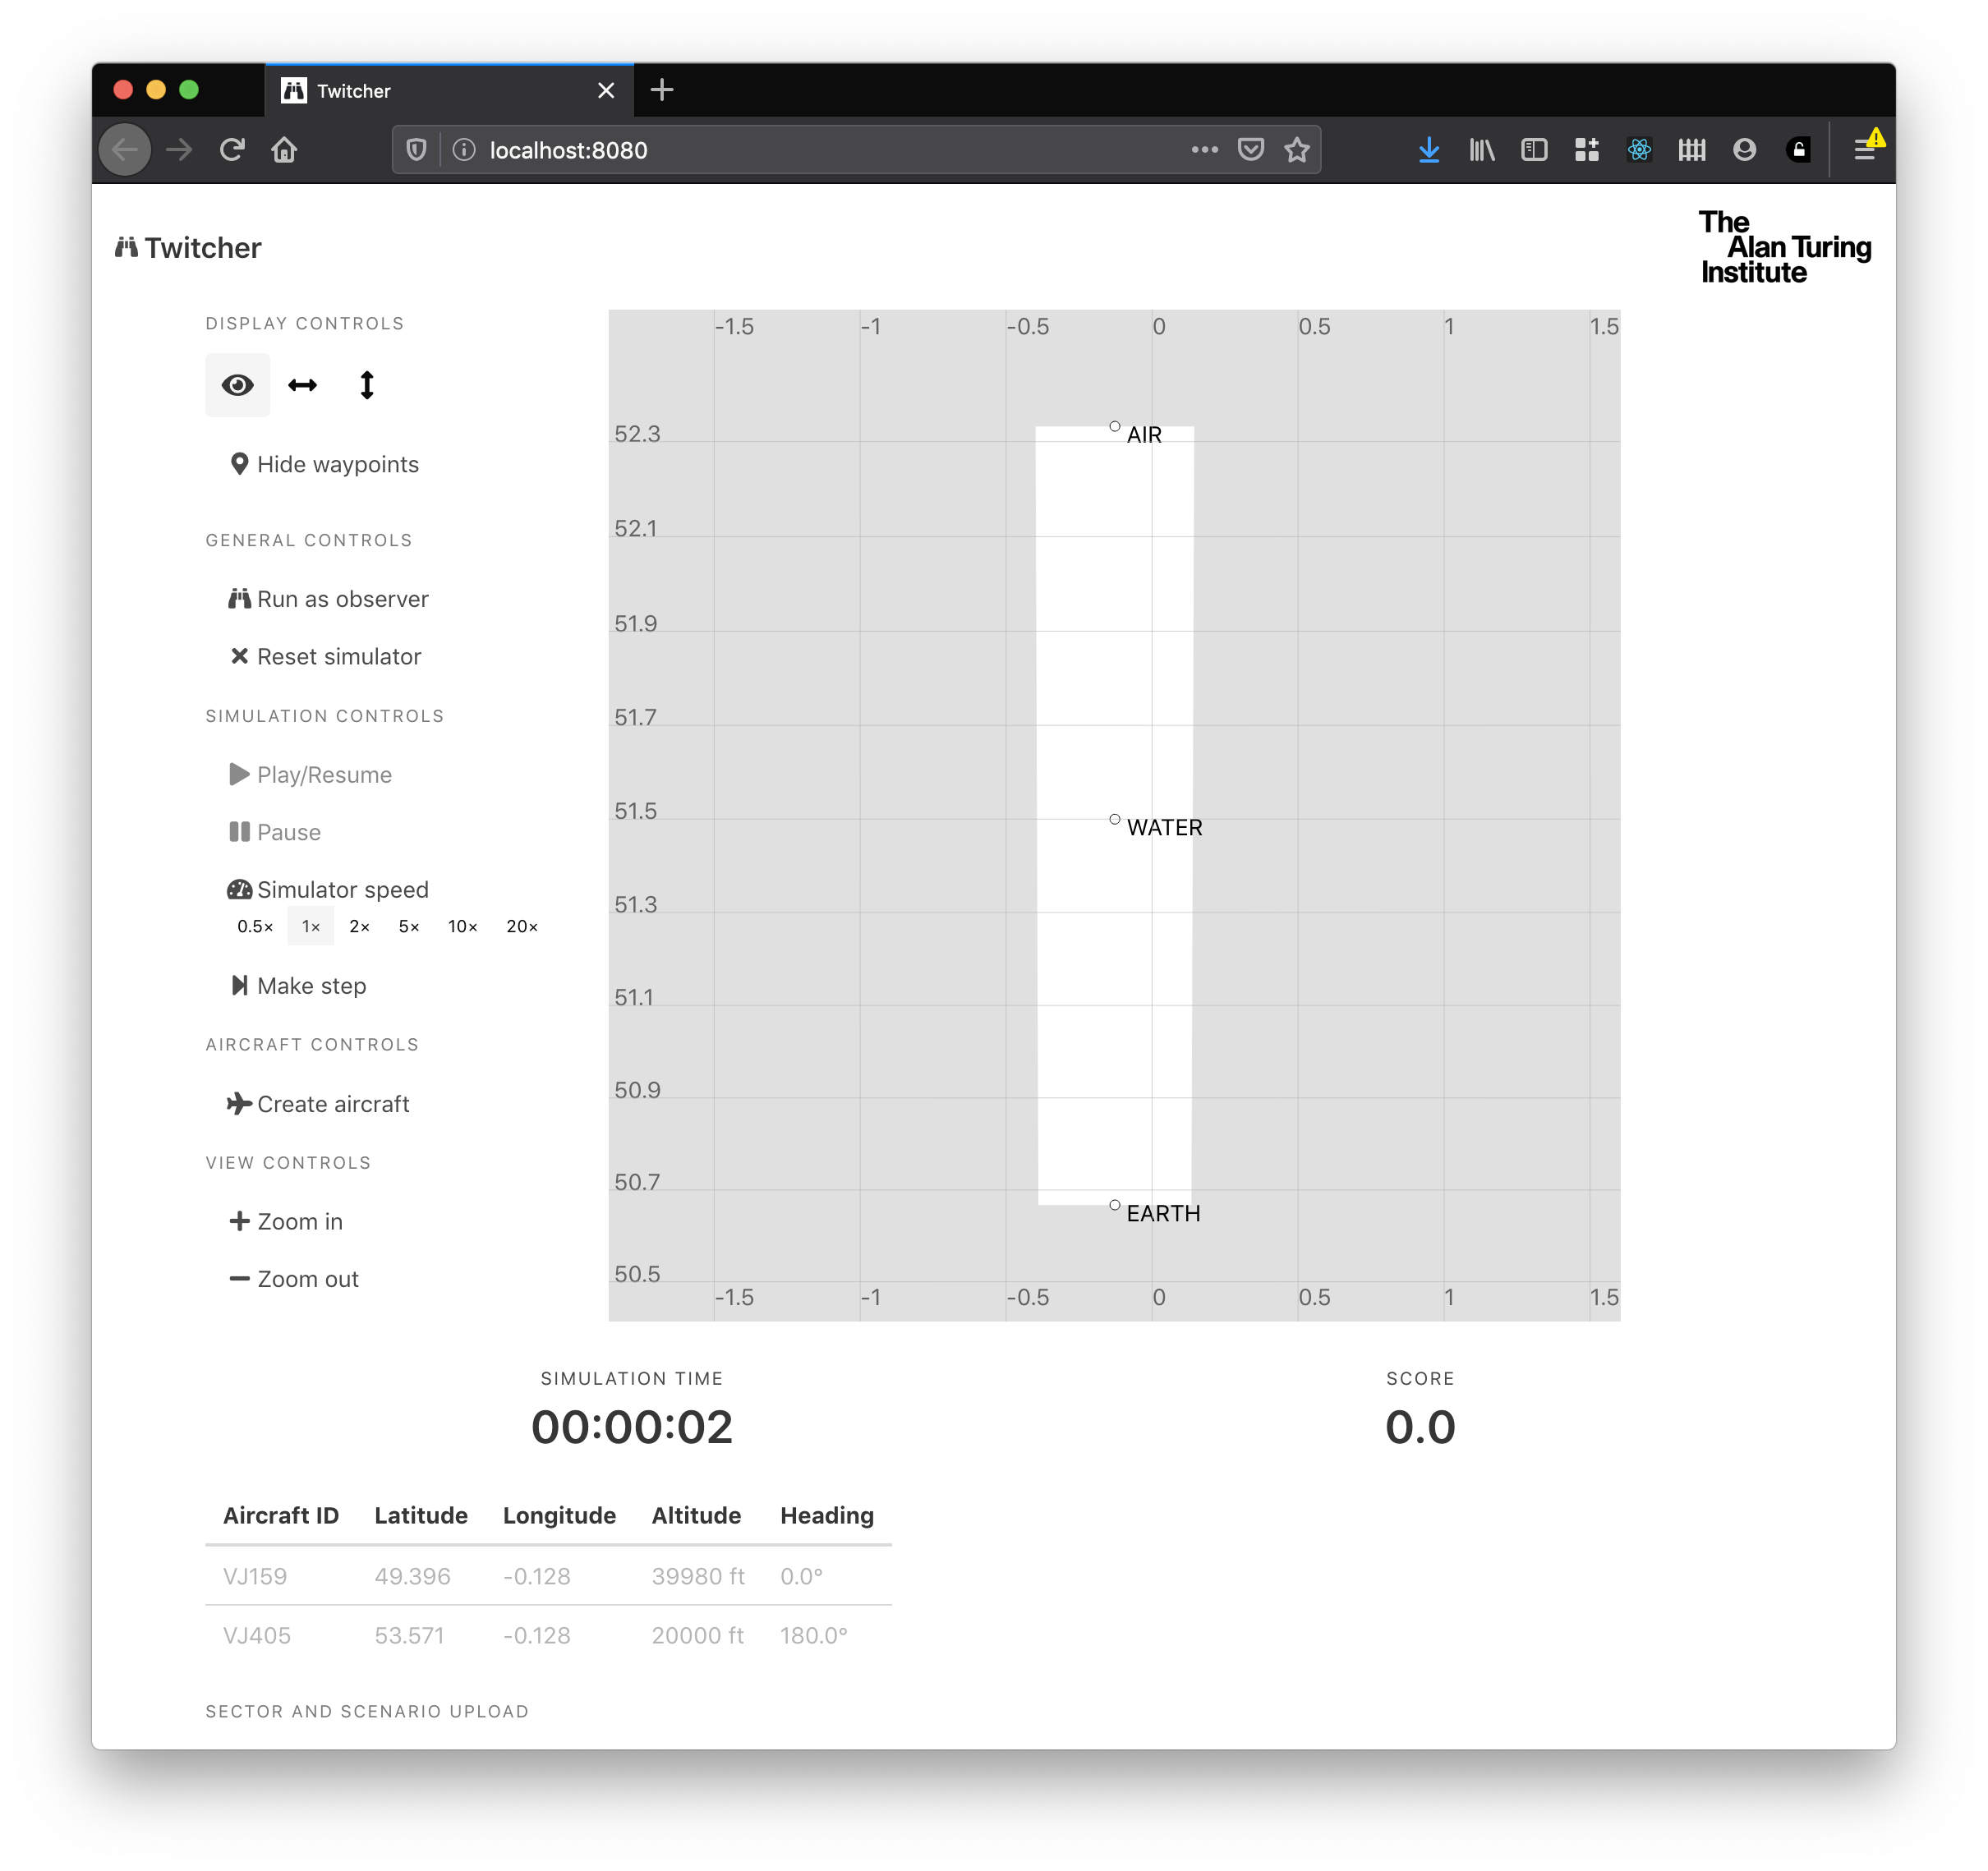 Twitcher
localhost:8080
Twitcher
The
Alan Turing
Institute
DISPLAY CONTROLS
Hide waypoints
GENERAL CONTROLS
Run as observer
Reset simulator
SIMULATION CONTROLS
Play/Resume
Pause
Simulator speed
0.5× 1× 2× 5× 10× 20×
Make step
AIRCRAFT CONTROLS
Create aircraft
VIEW CONTROLS
Zoom in
Zoom out
-1.5 -1 -0.5 0 0.5 1 1.5
52.3
AIR
52.1
51.9
51.7
51.5
WATER
51.3
51.1
50.9
50.7
EARTH
50.5
-1.5 -1 -0.5 0 0.5 1 1.5
SIMULATION TIME
00:00:02
SCORE
0.0
Aircraft ID Latitude Longitude Altitude Heading
VJ159 49.396 -0.128 39980 ft 0.0°
VJ405 53.571 -0.128 20000 ft 180.0°
SECTOR AND SCENARIO UPLOAD